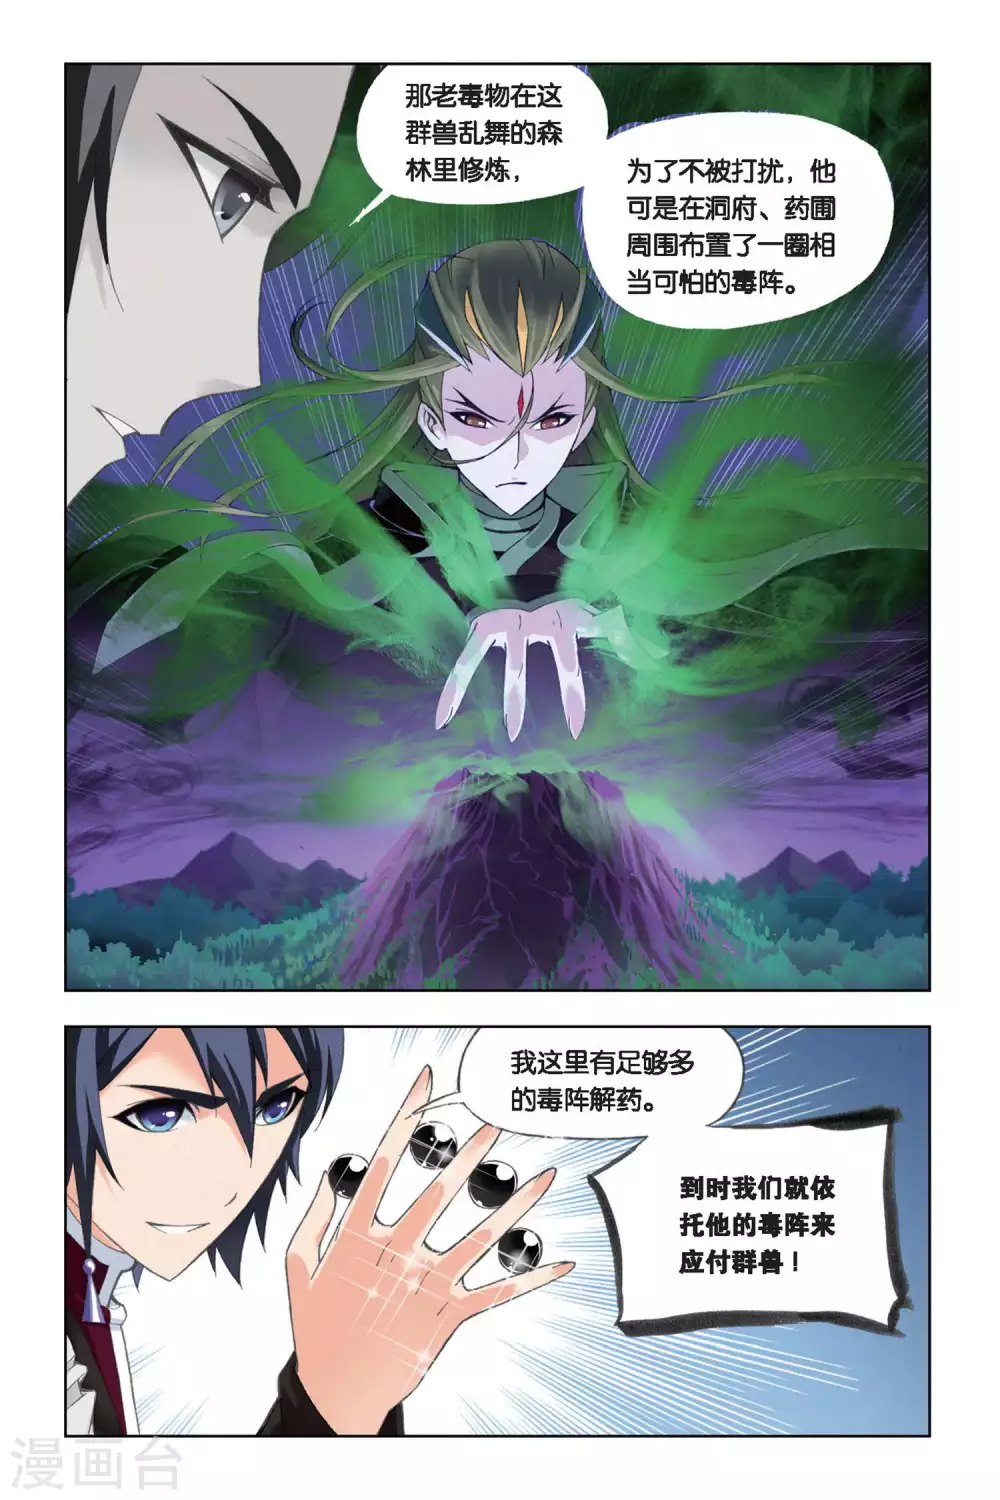 那老毒物在这
群兽乱舞的森
林里修炼，
为了不被打扰，他
可是在洞府、药圃
周围布置了一圈相
当可怕的毒阵。
我这里有足够多
的毒阵解药。
到时我们就依
托他的毒阵来
应付群兽！
漫画台